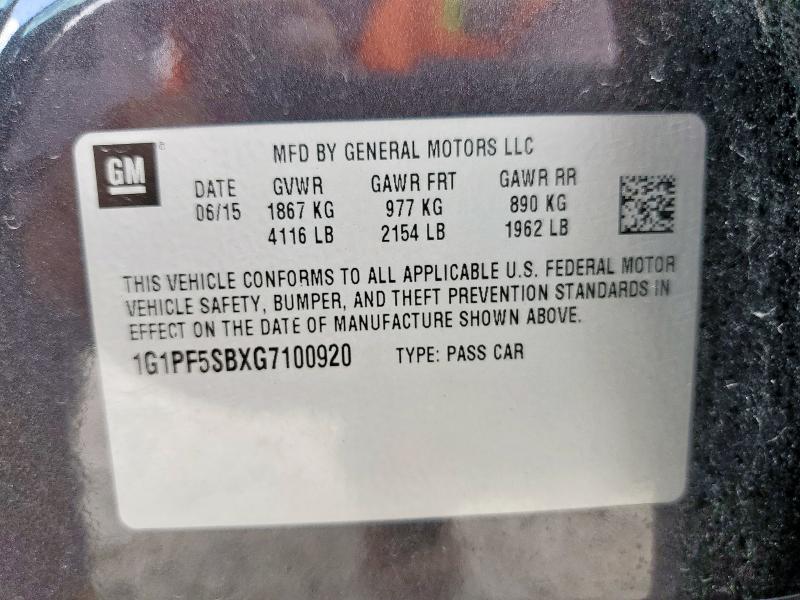 GM
MFD BY GENERAL MOTORS LLC
DATE GVWR GAWR FRT GAWR RR
06/15 1867 KG 977 KG 890 KG
4116 LB 2154 LB 1962 LB
THIS VEHICLE CONFORMS TO ALL APPLICABLE U.S. FEDERAL MOTOR
VEHICLE SAFETY, BUMPER, AND THEFT PREVENTION STANDARDS IN
EFFECT ON THE DATE OF MANUFACTURE SHOWN ABOVE.
1G1PF5SBXG7100920 TYPE: PASS CAR